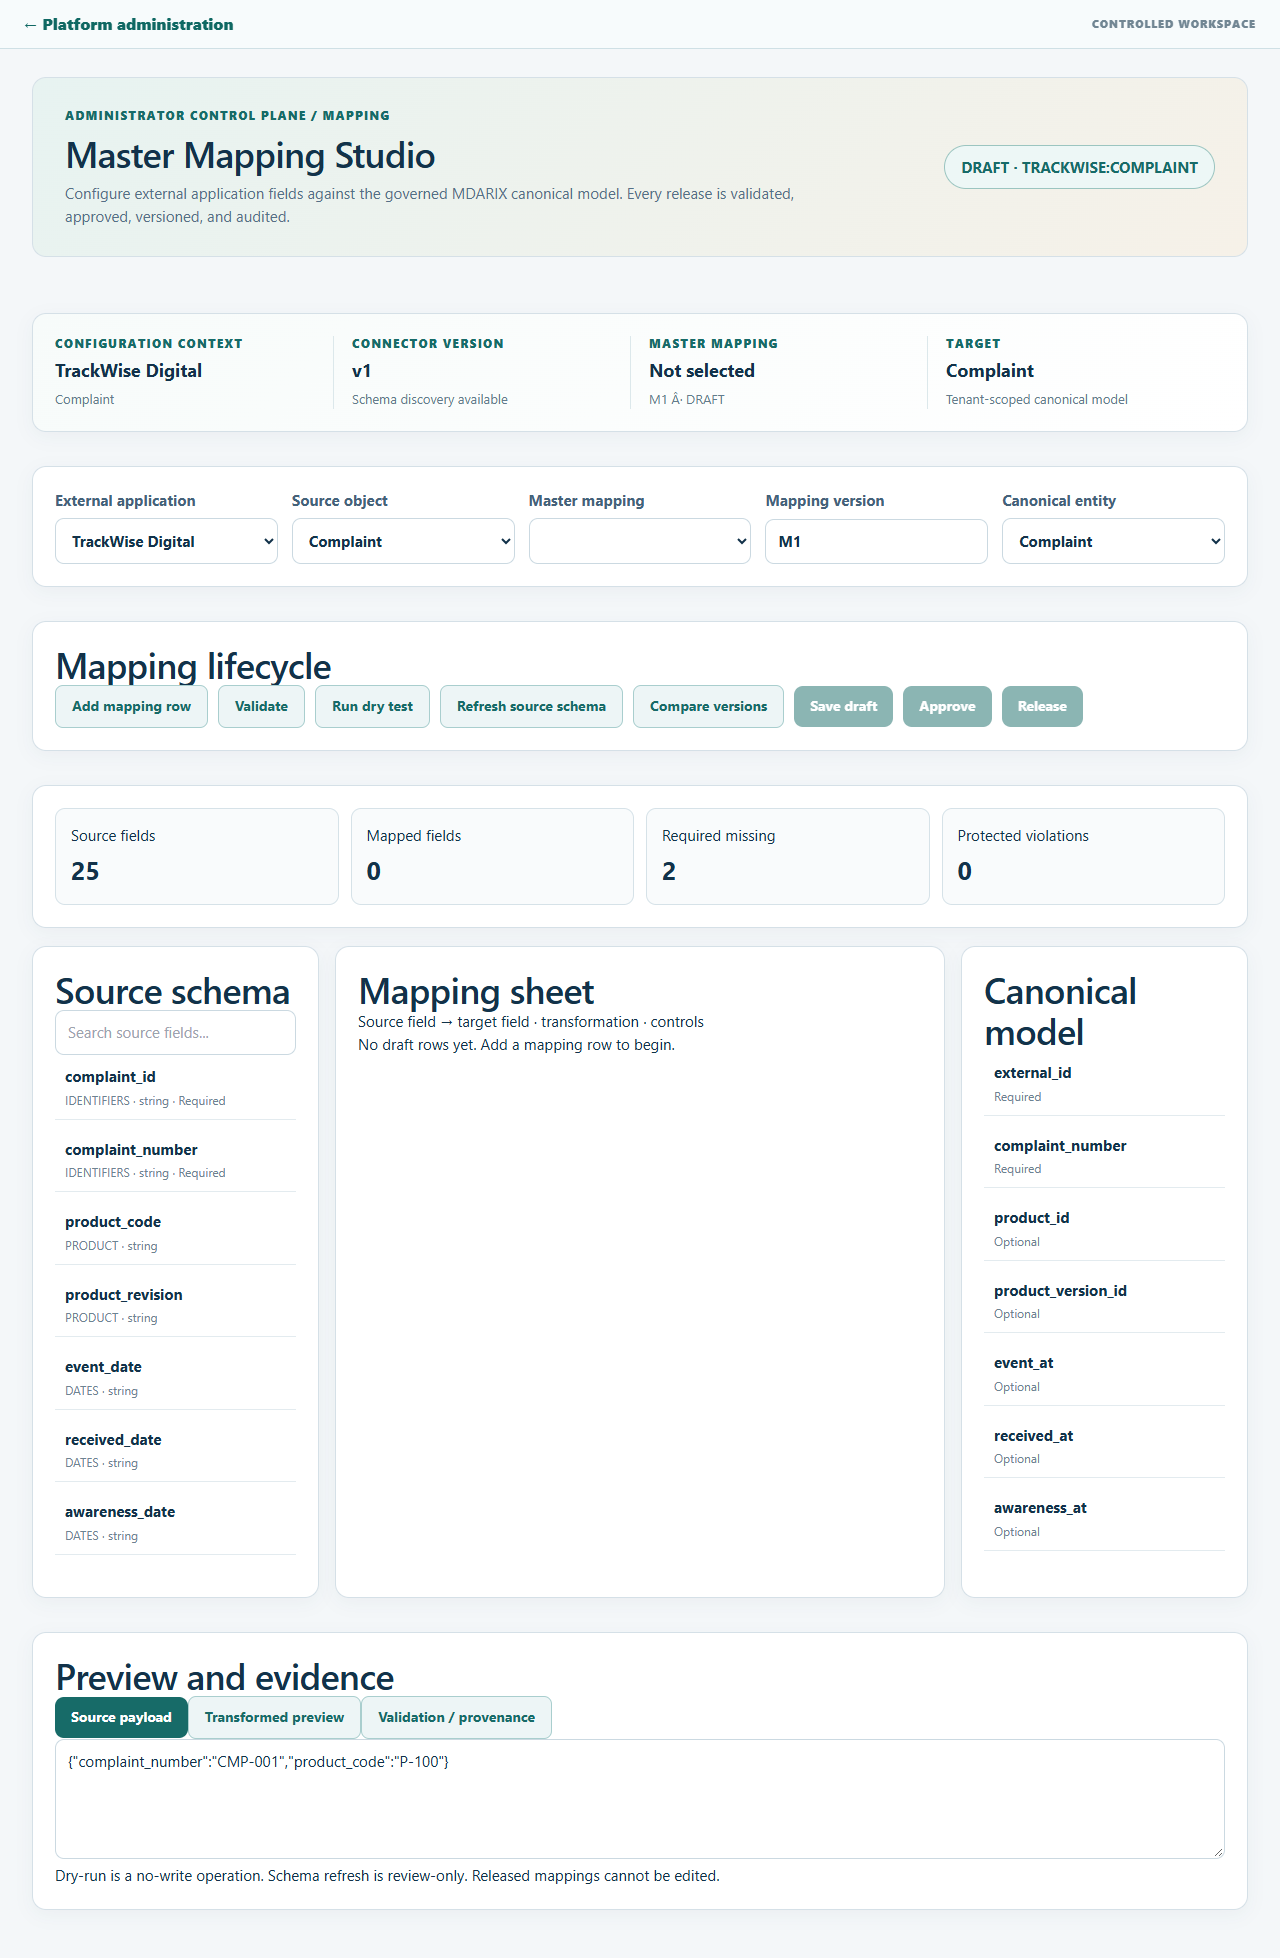 ← Platform administration
CONTROLLED WORKSPACE
ADMINISTRATOR CONTROL PLANE / MAPPING
Master Mapping Studio
Configure external application fields against the governed MDARIX canonical model. Every release is validated,
approved, versioned, and audited.
DRAFT · TRACKWISE:COMPLAINT
CONFIGURATION CONTEXT
TrackWise Digital
Complaint
CONNECTOR VERSION
v1
Schema discovery available
MASTER MAPPING
Not selected
M1 Â· DRAFT
TARGET
Complaint
Tenant-scoped canonical model
External application
TrackWise Digital
Source object
Complaint
Master mapping
Mapping version
M1
Canonical entity
Complaint
Mapping lifecycle
Add mapping row
Validate
Run dry test
Refresh source schema
Compare versions
Save draft
Approve
Release
Source fields
25
Mapped fields
0
Required missing
2
Protected violations
0
Source schema
Search source fields...
complaint_id
IDENTIFIERS · string · Required
complaint_number
IDENTIFIERS · string · Required
product_code
PRODUCT · string
product_revision
PRODUCT · string
event_date
DATES · string
received_date
DATES · string
awareness_date
DATES · string
Mapping sheet
Source field → target field · transformation · controls
No draft rows yet. Add a mapping row to begin.
Canonical
model
external_id
Required
complaint_number
Required
product_id
Optional
product_version_id
Optional
event_at
Optional
received_at
Optional
awareness_at
Optional
Preview and evidence
Source payload
Transformed preview
Validation / provenance
{"complaint_number":"CMP-001","product_code":"P-100"}
Dry-run is a no-write operation. Schema refresh is review-only. Released mappings cannot be edited.